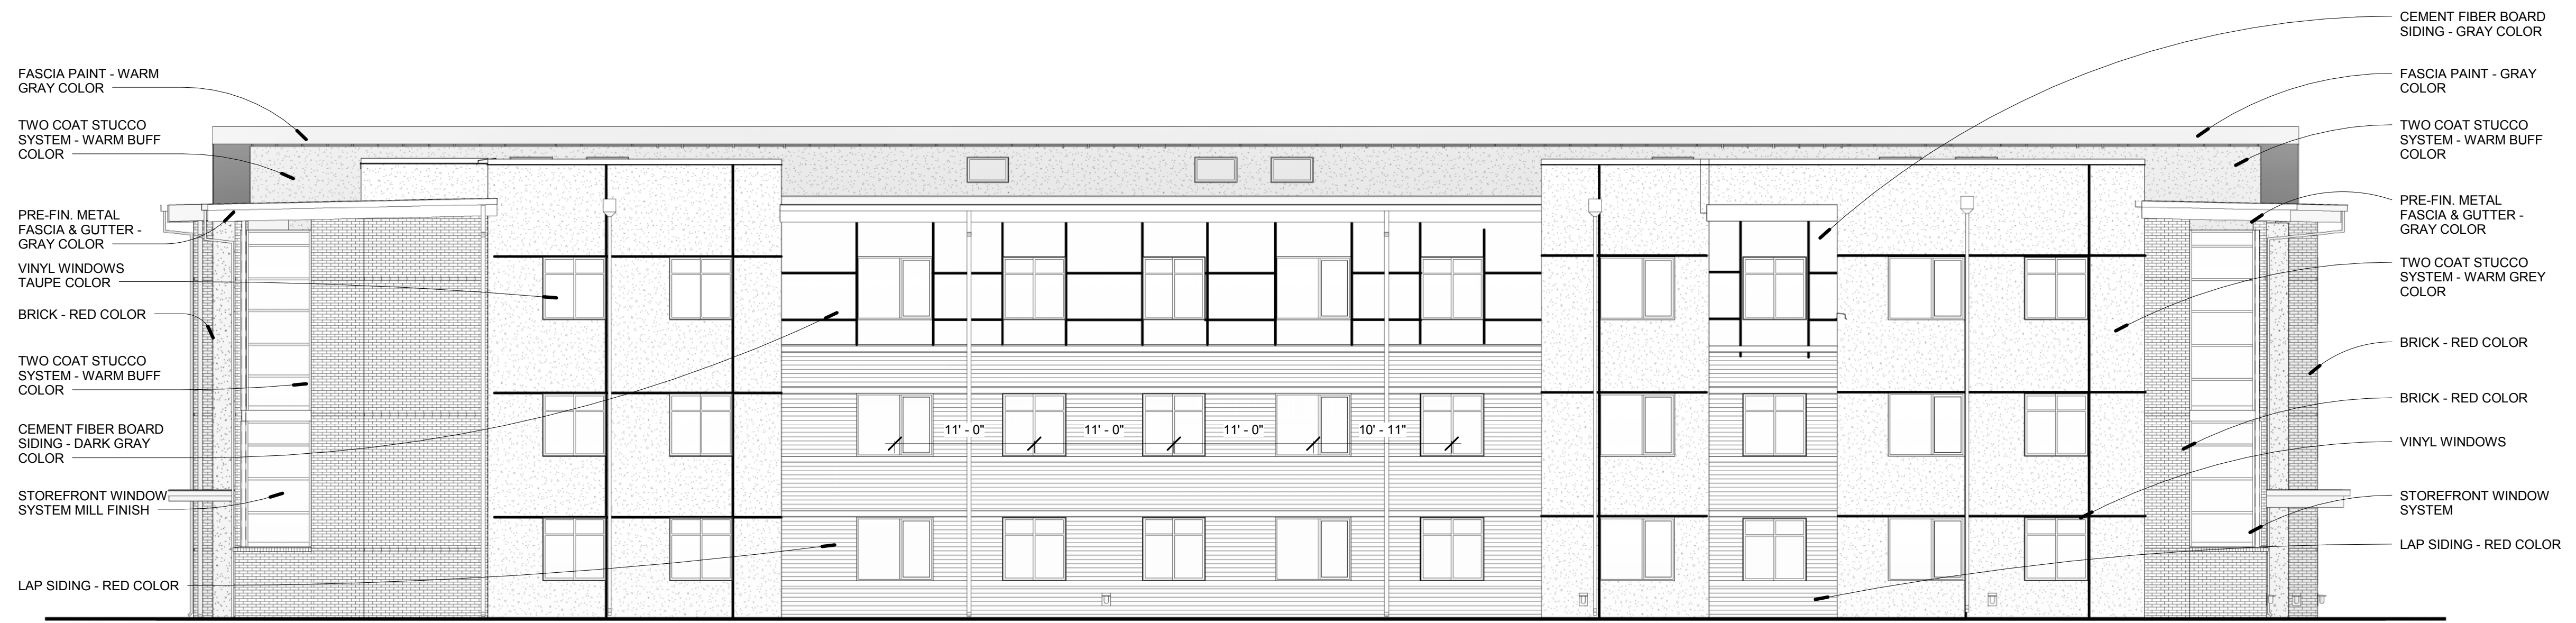 FASCIA PAINT - WARM
GRAY COLOR
TWO COAT STUCCO
SYSTEM - WARM BUFF
COLOR
PRE-FIN. METAL
FASCIA & GUTTER -
GRAY COLOR
VINYL WINDOWS
TAUPE COLOR
BRICK - RED COLOR
TWO COAT STUCCO
SYSTEM - WARM BUFF
COLOR
CEMENT FIBER BOARD
SIDING - DARK GRAY
COLOR
STOREFRONT WINDOW
SYSTEM MILL FINISH
LAP SIDING - RED COLOR
11' - 0"
11' - 0"
11' - 0"
10' - 11"
CEMENT FIBER BOARD
SIDING - GRAY COLOR
FASCIA PAINT - GRAY
COLOR
TWO COAT STUCCO
SYSTEM - WARM BUFF
COLOR
PRE-FIN. METAL
FASCIA & GUTTER -
GRAY COLOR
TWO COAT STUCCO
SYSTEM - WARM GREY
COLOR
BRICK - RED COLOR
BRICK - RED COLOR
VINYL WINDOWS
STOREFRONT WINDOW
SYSTEM
LAP SIDING - RED COLOR